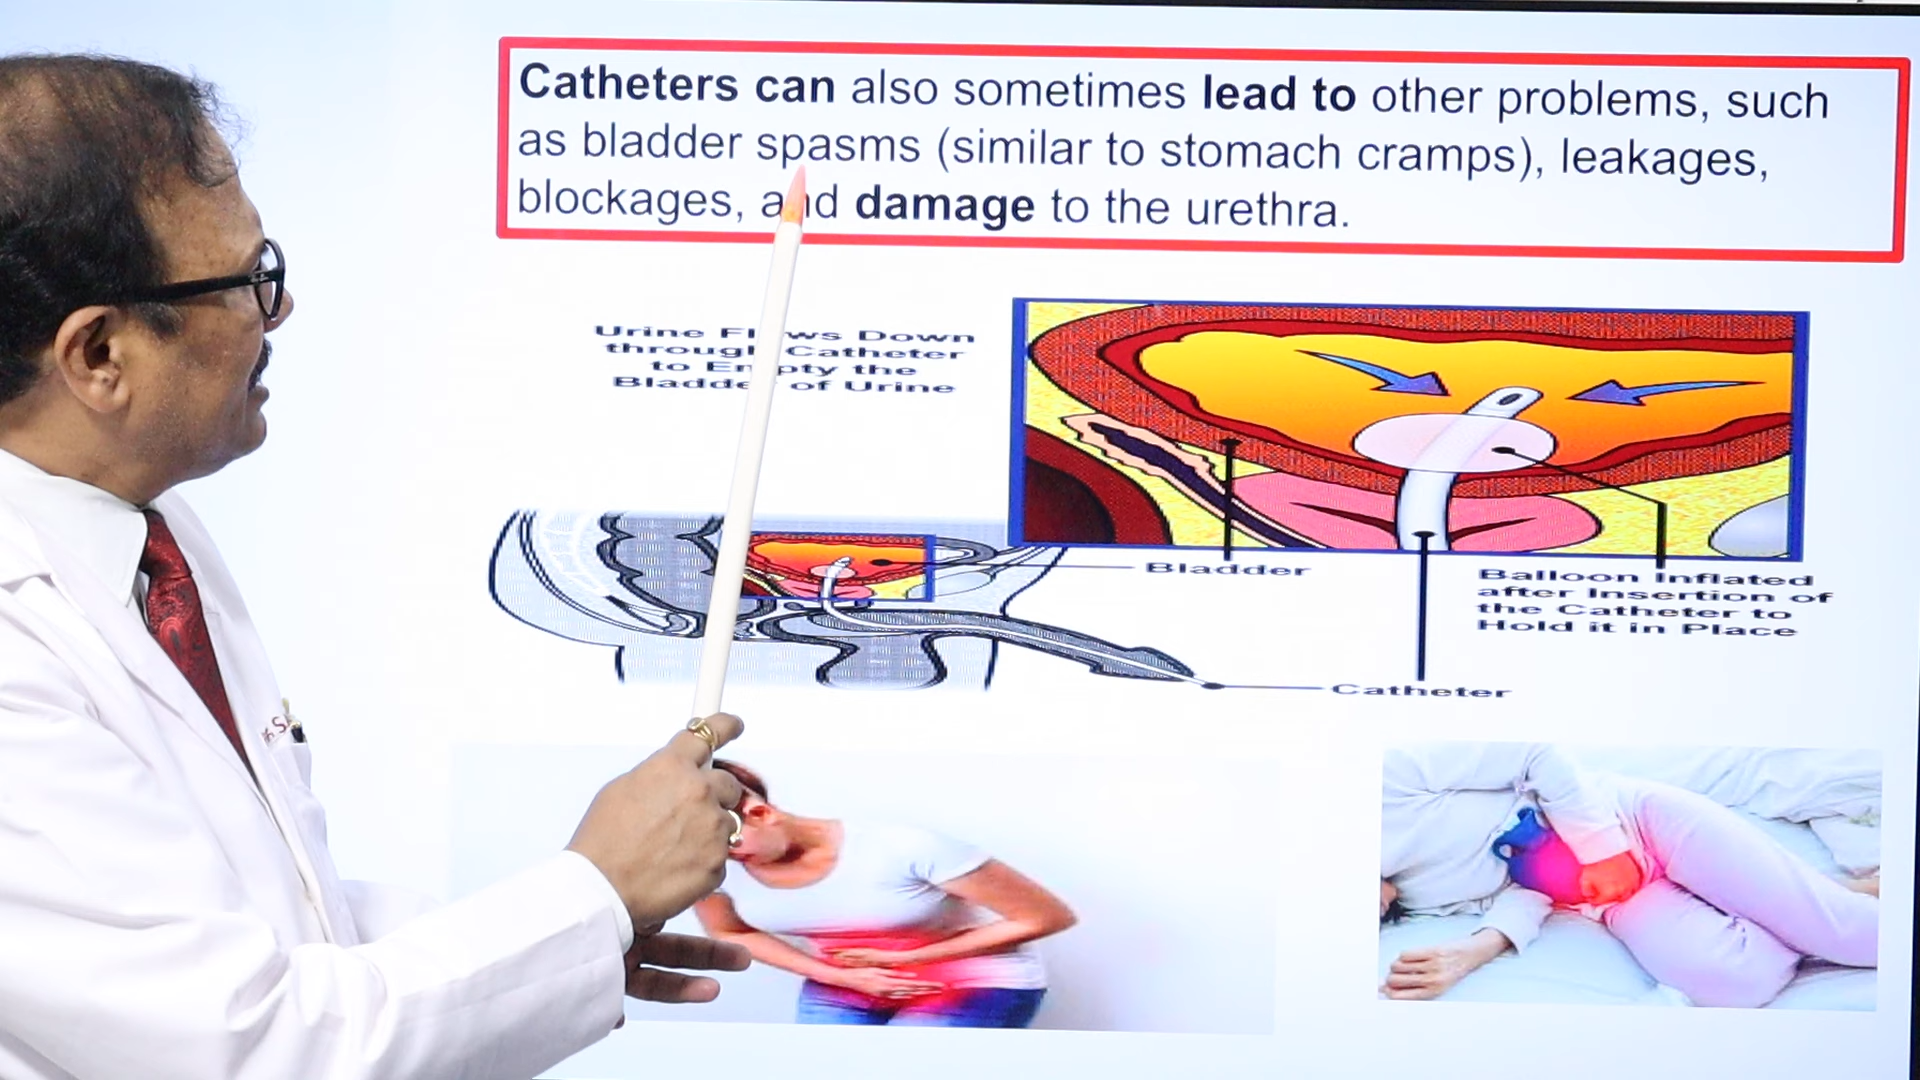 Catheters can also sometimes lead to other problems, such
as bladder spasms (similar to stomach cramps), leakages,
blockages, and damage to the urethra.
Urine Flows Down
through Catheter
to Empty the
Bladder of Urine
Bladder
Balloon Inflated
after Insertion of
the Catheter to
Hold it in Place
Catheter